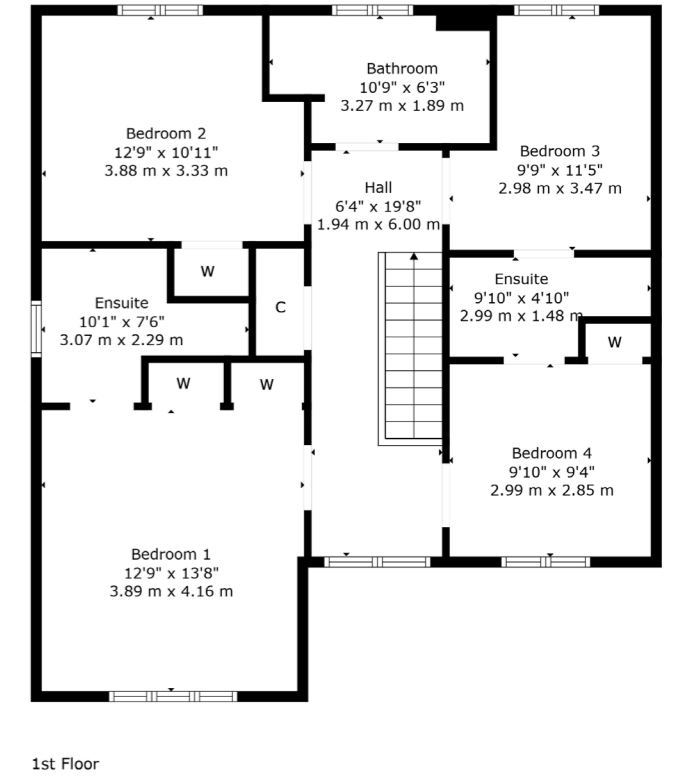 Bathroom
10'9" x 6'3"
3.27 m x 1.89 m
Bedroom 2
12'9" x 10'11"
3.88 m x 3.33 m
Bedroom 3
9'9" x 11'5"
2.98 m x 3.47 m
Hall
6'4" x 19'8"
1.94 m x 6.00 m
W
Ensuite
10'1" x 7'6"
3.07 m x 2.29 m
C
Ensuite
9'10" x 4'10"
2.99 m x 1.48 m
W
W
W
Bedroom 4
9'10" x 9'4"
2.99 m x 2.85 m
Bedroom 1
12'9" x 13'8"
3.89 m x 4.16 m
1st Floor